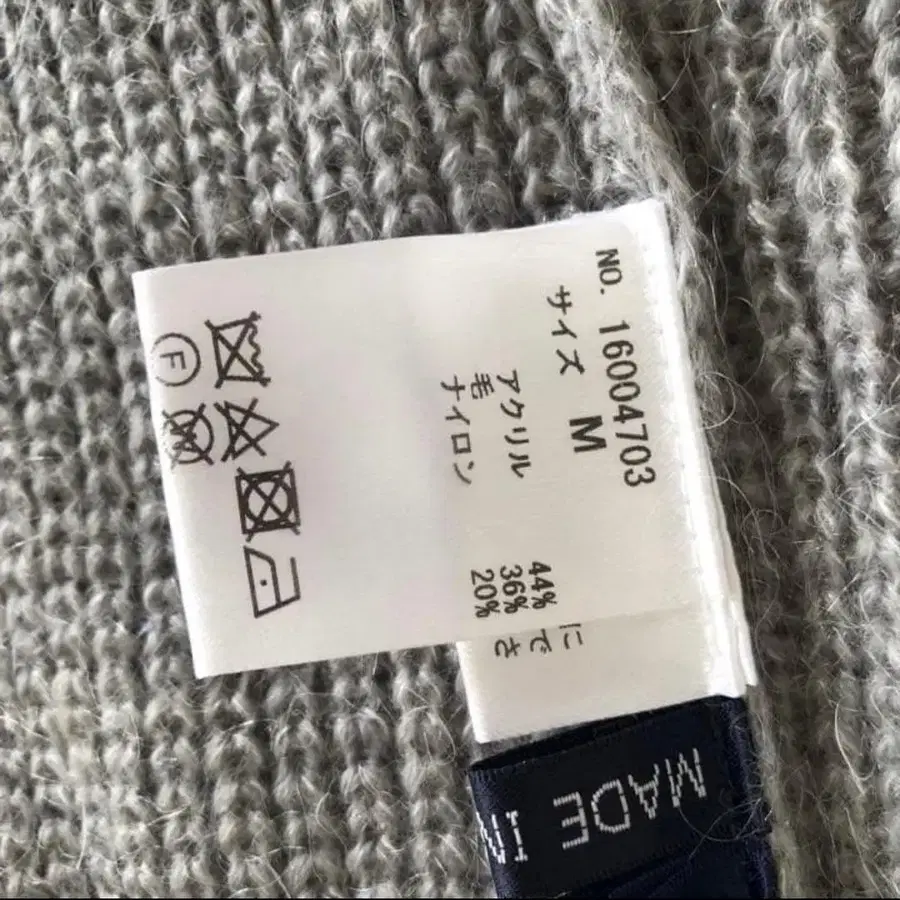 NO. 16004703
サイズ M
アクリル 44%
毛 36%
ナイロン 20%
F
に
で
さ
MADE IN